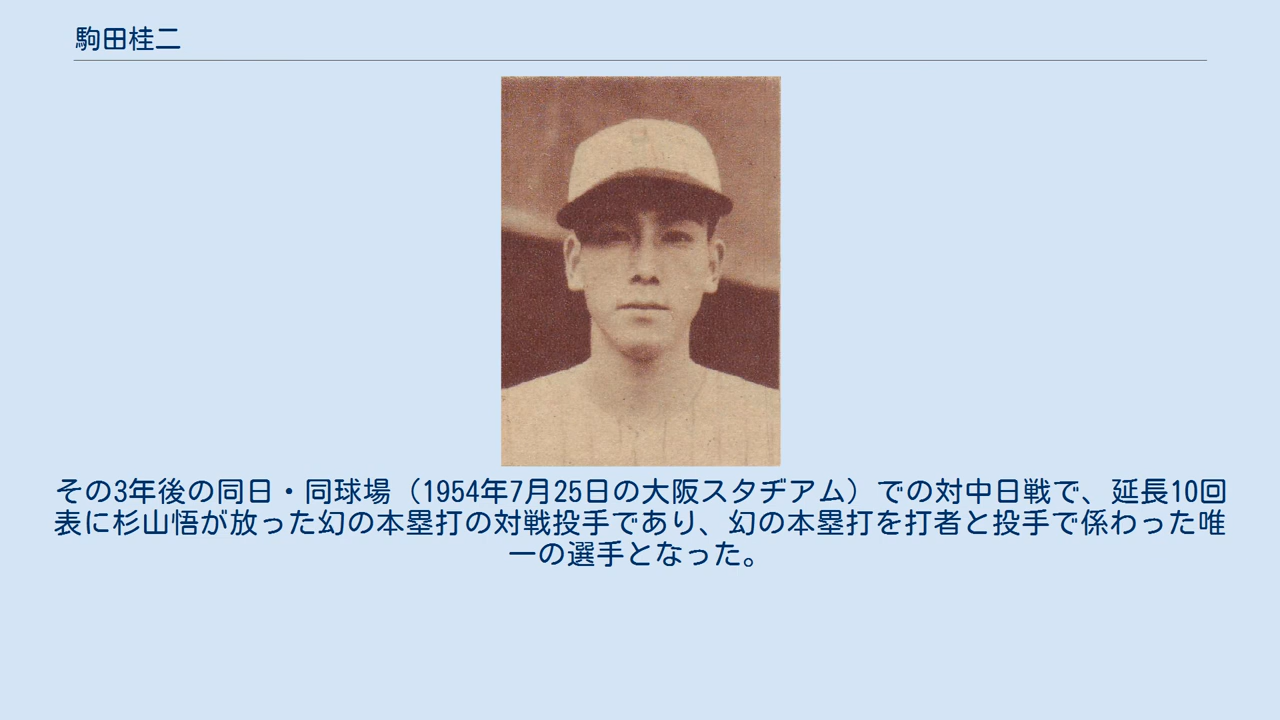 駒田桂二
その3年後の同日・同球場（1954年7月25日の大阪スタヂアム）での対中日戦で、延長10回
表に杉山悟が放った幻の本塁打の対戦投手であり、幻の本塁打を打者と投手で係わった唯
一の選手となった。